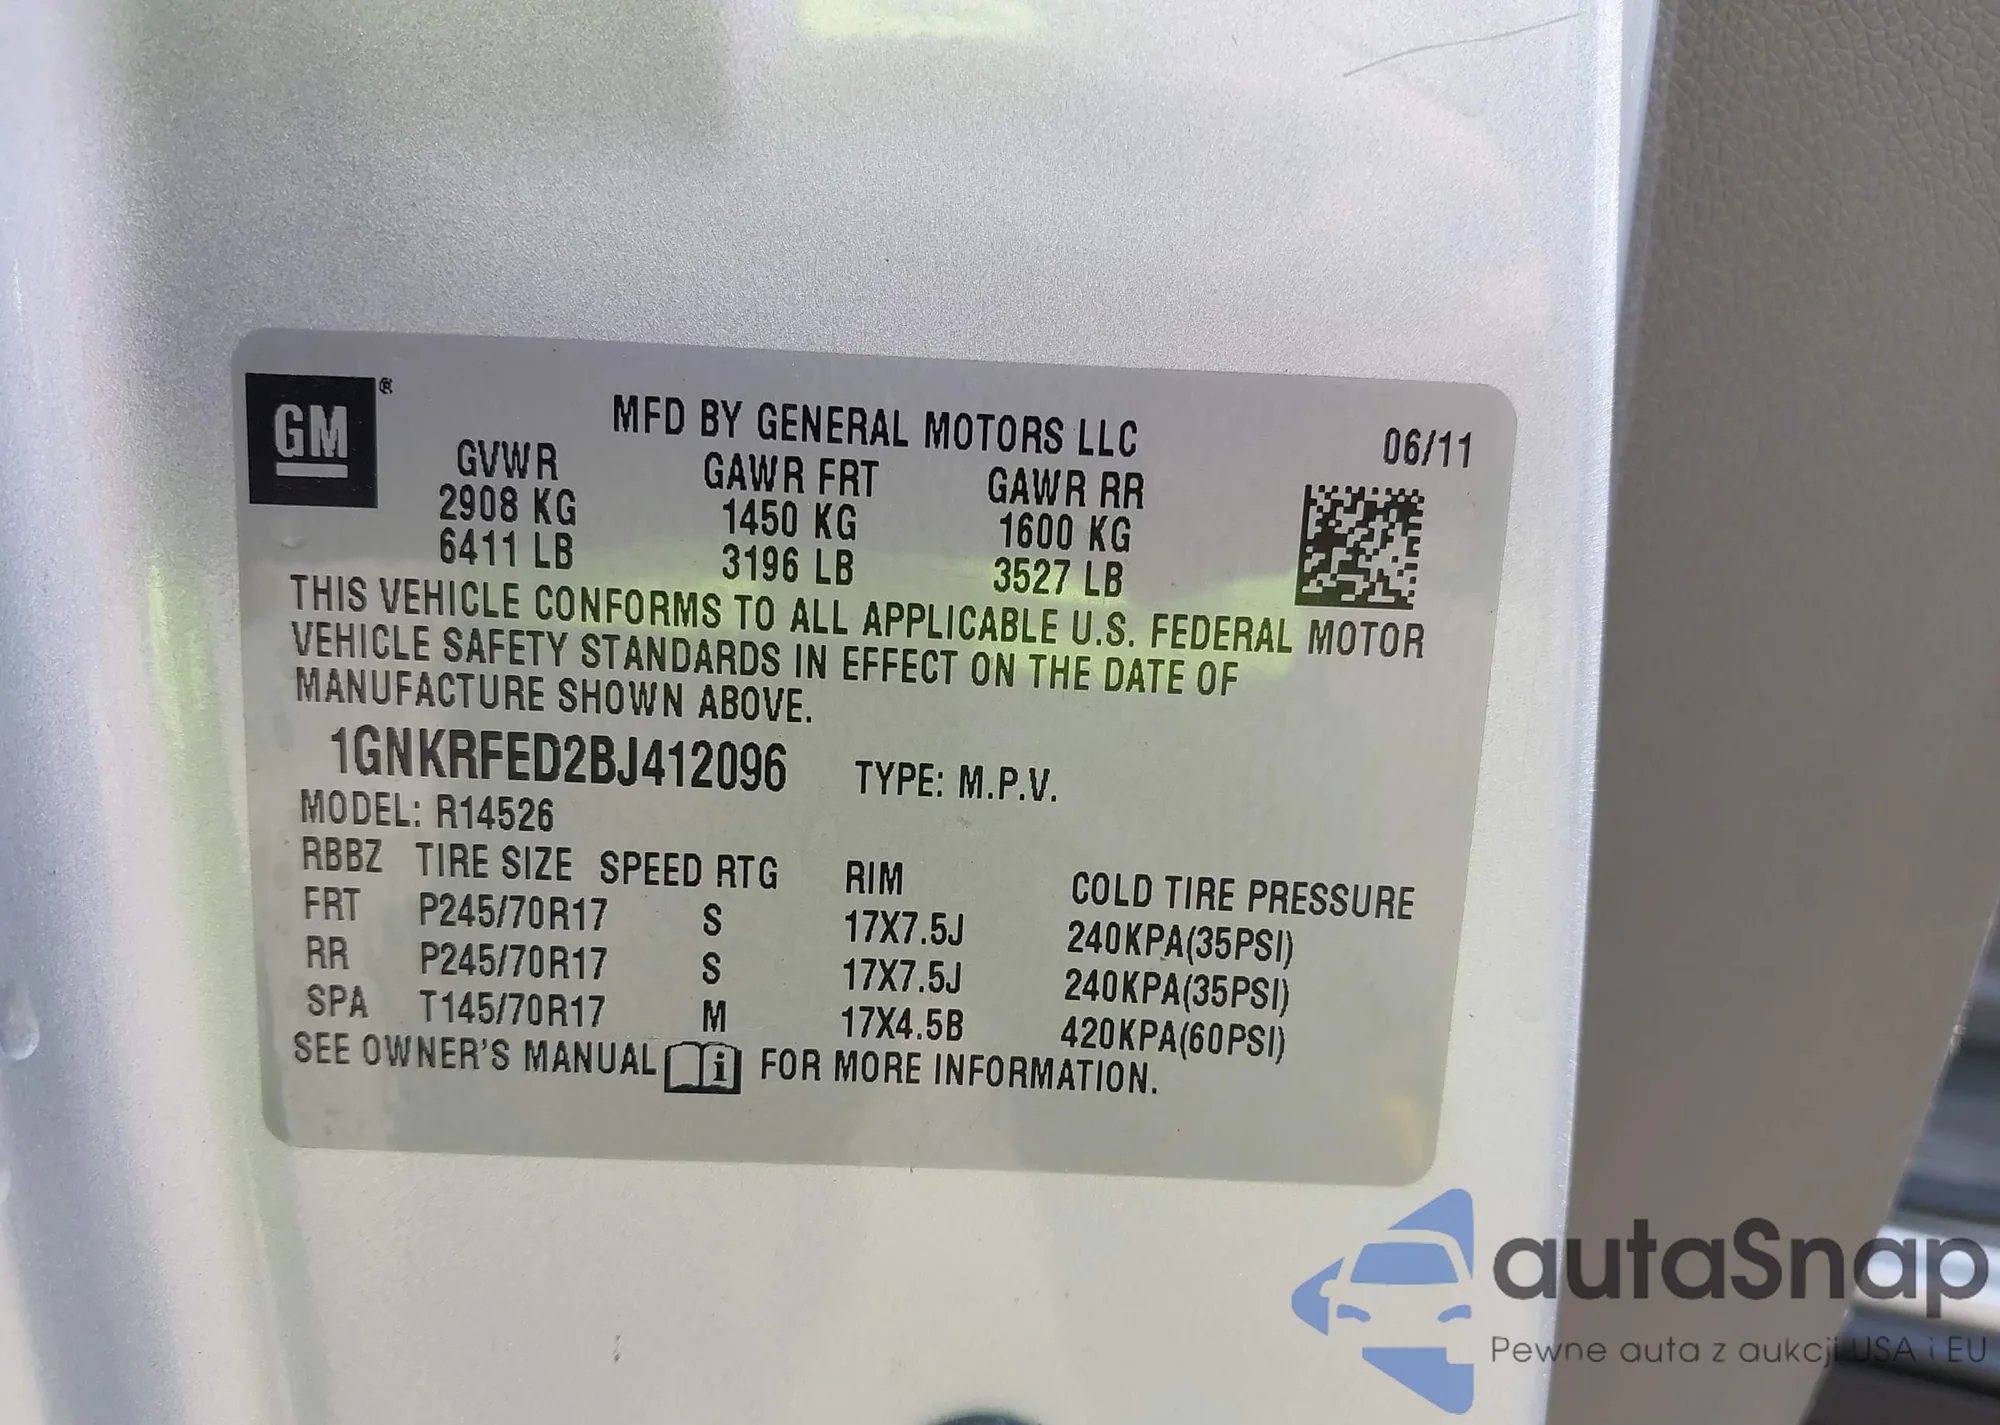 GM ®
MFD BY GENERAL MOTORS LLC 06/11
GVWR GAWR FRT GAWR RR
2908 KG 1450 KG 1600 KG
6411 LB 3196 LB 3527 LB
THIS VEHICLE CONFORMS TO ALL APPLICABLE U.S. FEDERAL MOTOR
VEHICLE SAFETY STANDARDS IN EFFECT ON THE DATE OF
MANUFACTURE SHOWN ABOVE.
1GNKRFED2BJ412096 TYPE: M.P.V.
MODEL: R14526
RBBZ TIRE SIZE SPEED RTG RIM COLD TIRE PRESSURE
FRT P245/70R17 S 17X7.5J 240KPA(35PSI)
RR P245/70R17 S 17X7.5J 240KPA(35PSI)
SPA T145/70R17 M 17X4.5B 420KPA(60PSI)
SEE OWNER'S MANUAL i FOR MORE INFORMATION.
autaSnap
Pewne auta z aukcji USA i EU